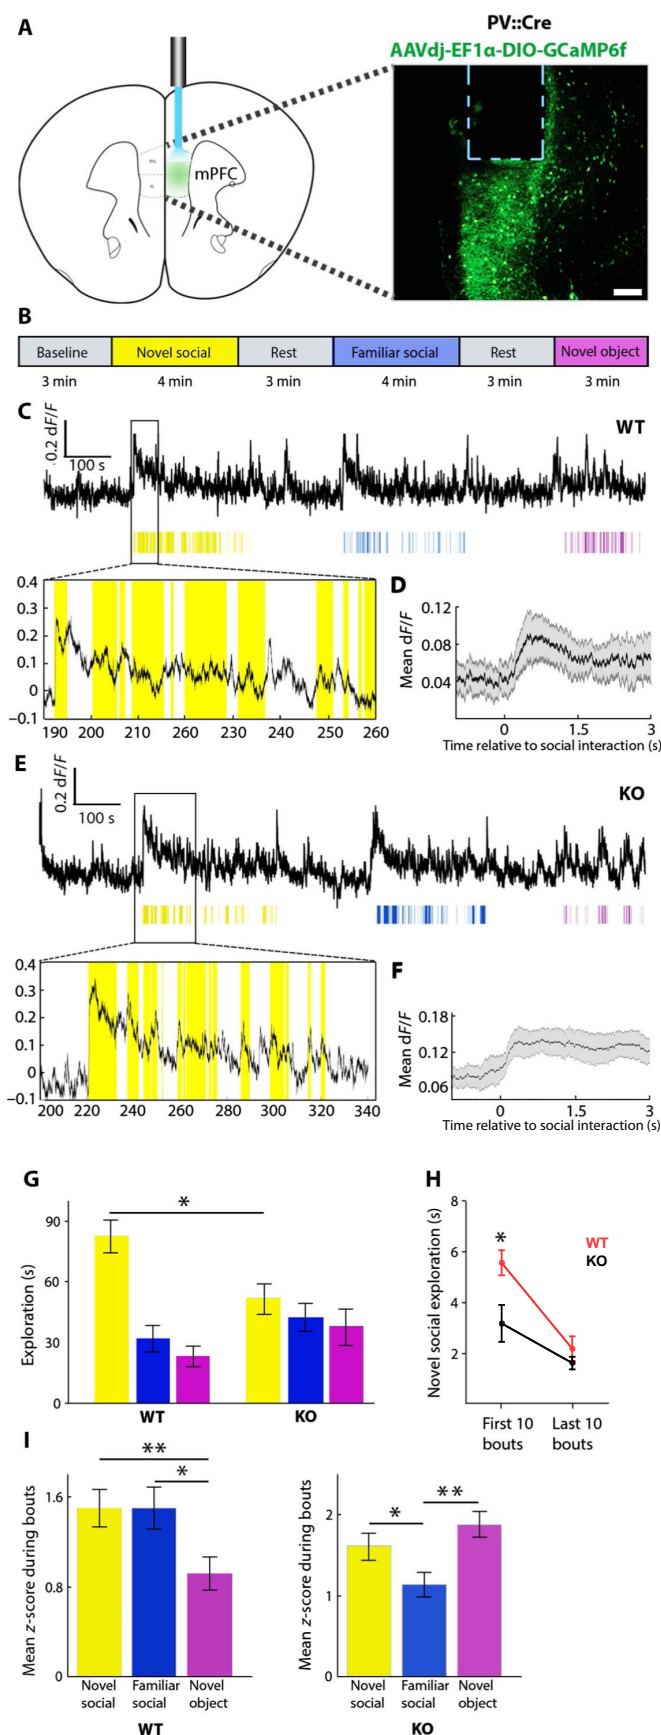 A
PV::Cre
AAVdj-EF1α-DIO-GCaMP6f
mPFC
B
Baseline Novel social Rest Familiar social Rest Novel object
3 min 4 min 3 min 4 min 3 min 3 min
C
0.2 dF/F
100 s
WT
0.4
0.3
0.2
0.1
0
–0.1
190 200 210 260 230 240 250 260
D
Mean dF/F
0.12
0.08
0.04
0 1.5 3
Time relative to social interaction (s)
E
0.2 dF/F
100 s
KO
0.4
0.3
0.2
0.1
0
–0.1
200 220 240 260 280 300 320 340
F
Mean dF/F
0.18
0.12
0.06
0 1.5 3
Time relative to social interaction (s)
G
Exploration (s)
90
60
30
0
*
WT KO
H
Novel social exploration (s)
8
6
4
2
*
WT
KO
First 10 bouts
Last 10 bouts
I
Mean z-score during bouts
1.6
0.8
0
**
*
Novel social
Familiar social
Novel object
WT
Mean z-score during bouts
2
1
0
* **
Novel social
Familiar social
Novel object
KO